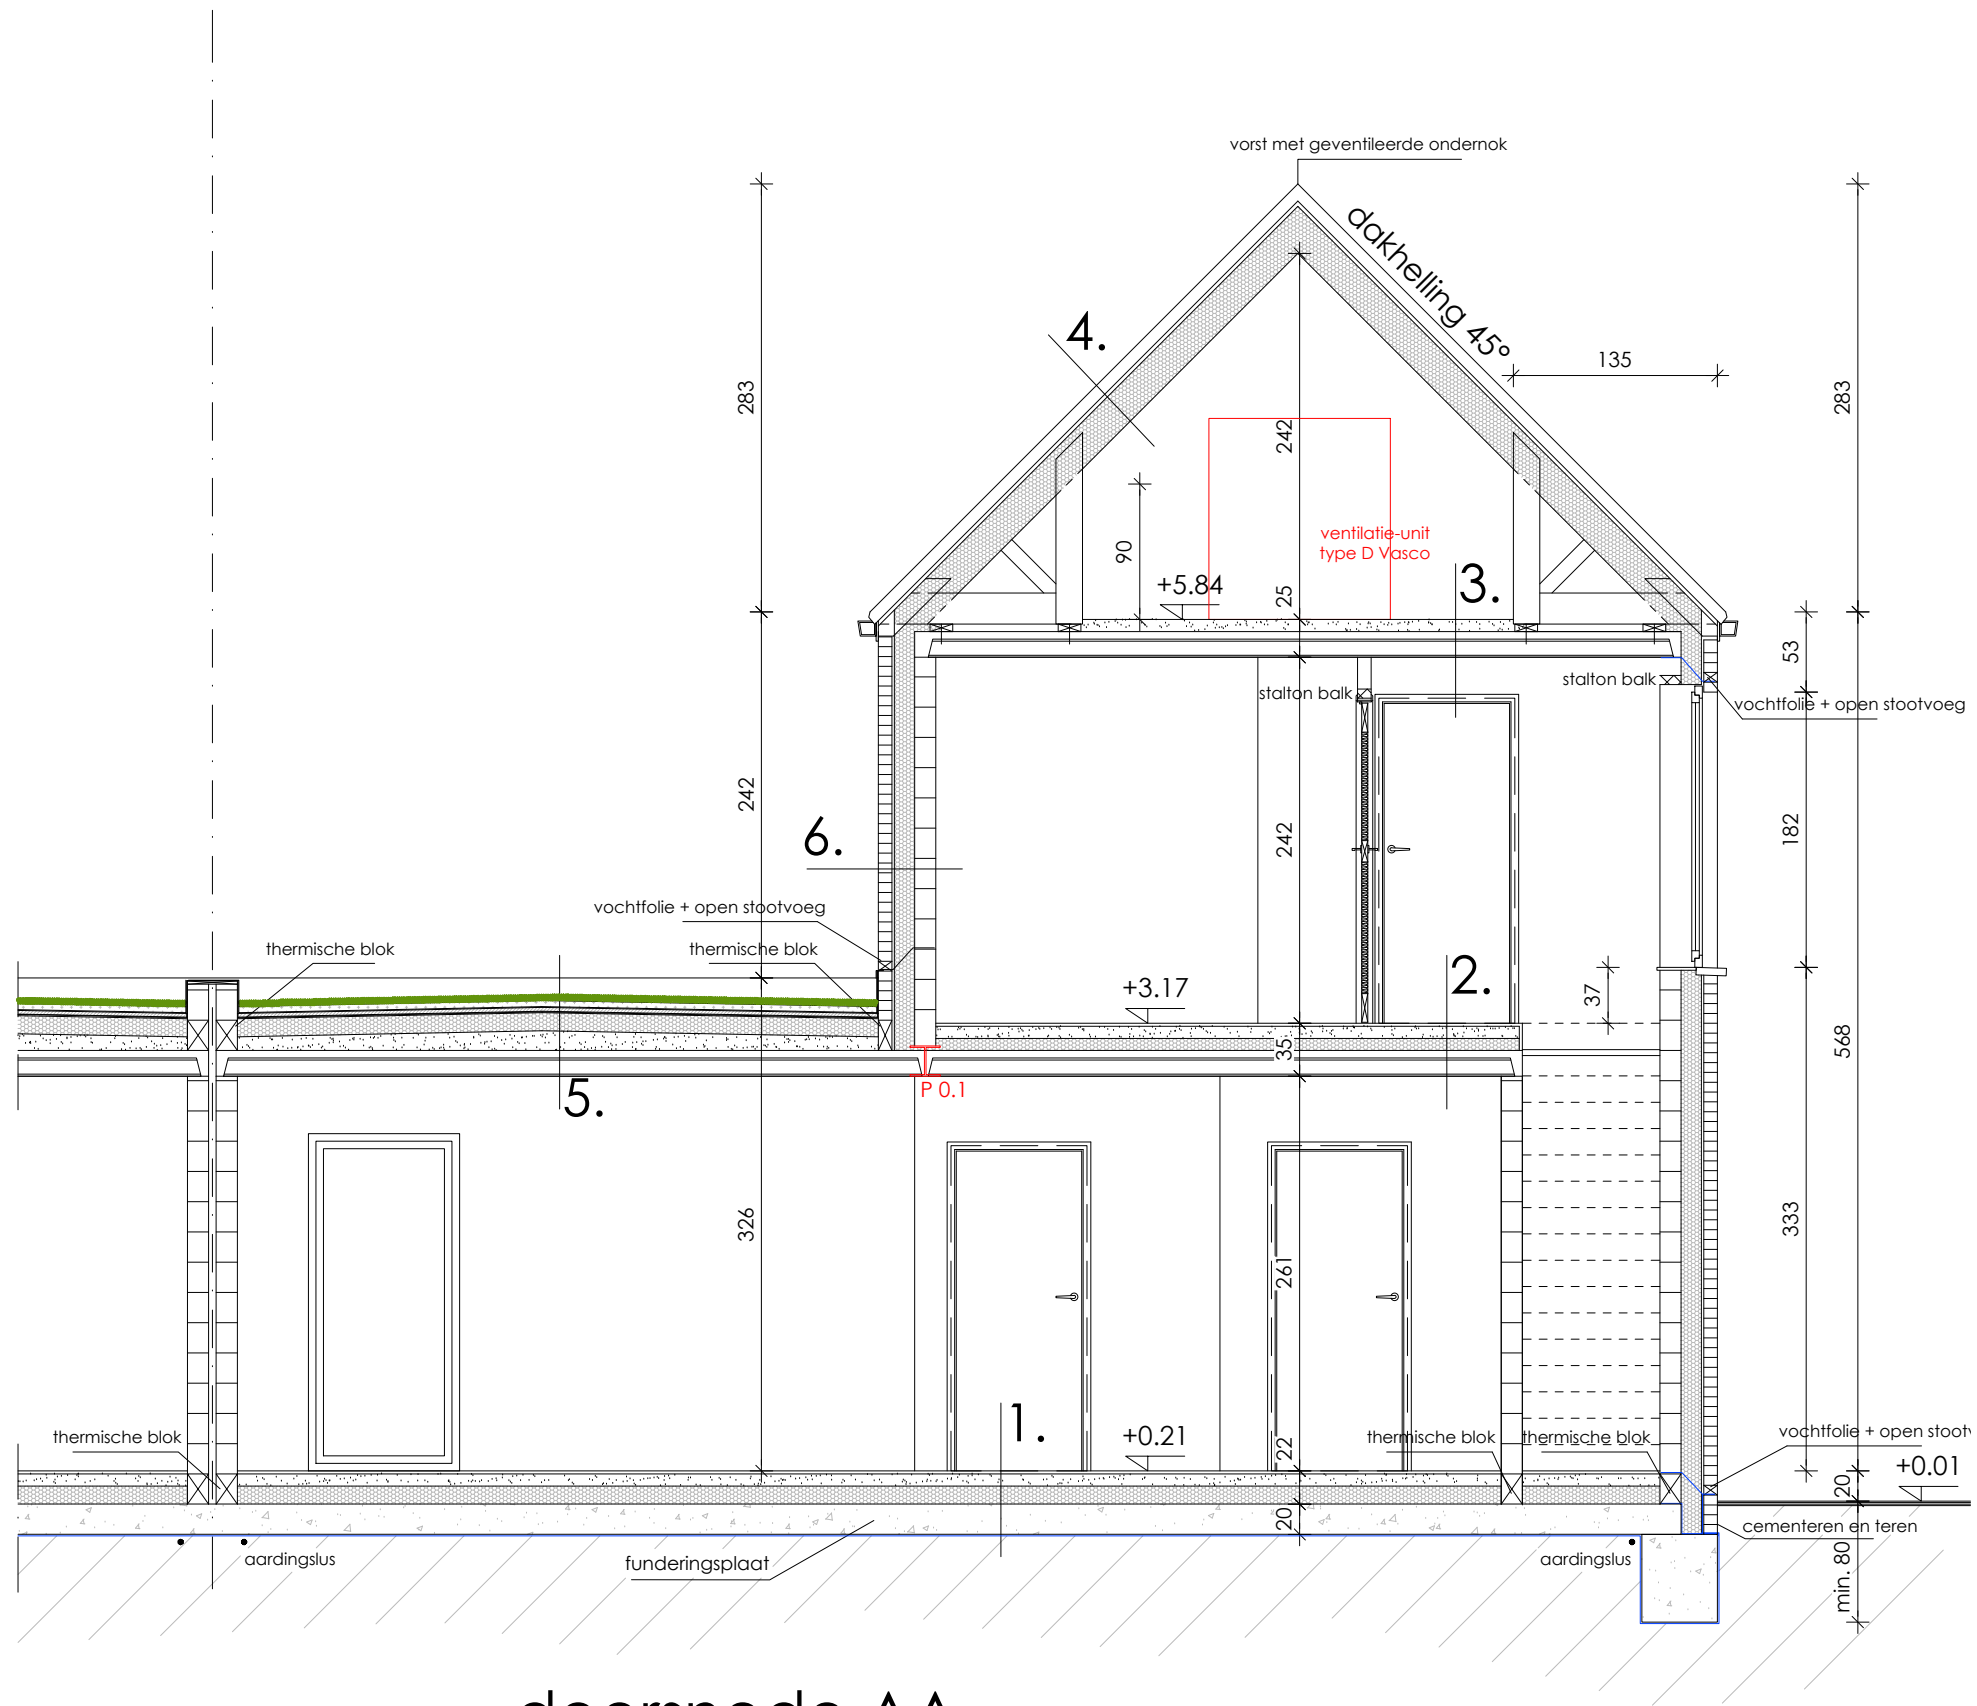 vorst met geventileerde ondernok
dakhelling 45°
4.
135
283
283
242
90
ventilatie-unit
type D Vasco
+5.84
25
3.
53
stalton balk
stalton balk
vochtfolie + open stootvoeg
242
6.
242
182
vochtfolie + open stootvoeg
thermische blok
thermische blok
+3.17
2.
37
35
568
5.
P 0.1
326
261
333
1.
+0.21
22
thermische blok
thermische blok
thermische blok
vochtfolie + open
+0.01
20
20
cementeren en teren
aardingslus
funderingsplaat
aardingslus
min. 80
doorsnede AA